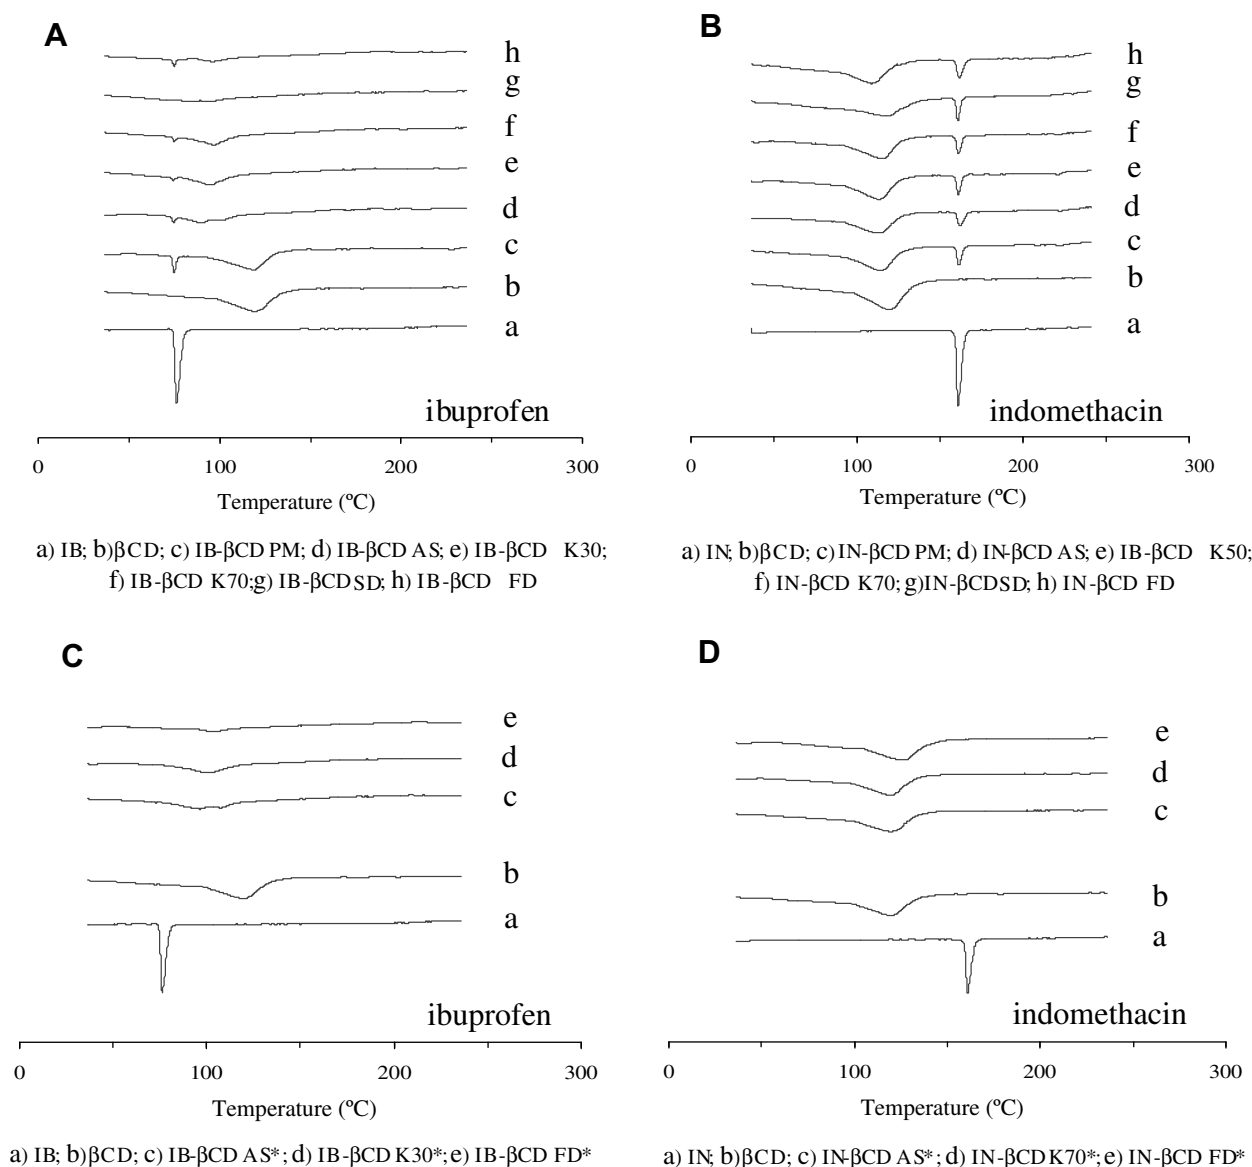 A
h
g
f
e
d
c
b
a
ibuprofen
0 100 200 300
Temperature (ºC)
a) IB; b)βCD; c) IB-βCD PM; d) IB-βCD AS; e) IB-βCD K30;
f) IB-βCD K70;g) IB-βCDSD; h) IB-βCD FD
B
h
g
f
e
d
c
b
a
indomethacin
0 100 200 300
Temperature (ºC)
a) IN; b)βCD; c) IN-βCD PM; d) IN-βCD AS; e) IB-βCD K50;
f) IN-βCD K70; g)IN-βCDSD; h) IN-βCD FD
C
e
d
c
b
a
ibuprofen
0 100 200 300
Temperature (ºC)
a) IB; b)βCD; c) IB-βCD AS*; d) IB-βCD K30*; e) IB-βCD FD*
D
e
d
c
b
a
indomethacin
0 100 200 300
Temperature (ºC)
a) IN; b)βCD; c) IN-βCD AS*; d) IN-βCD K70*; e) IN-βCD FD*